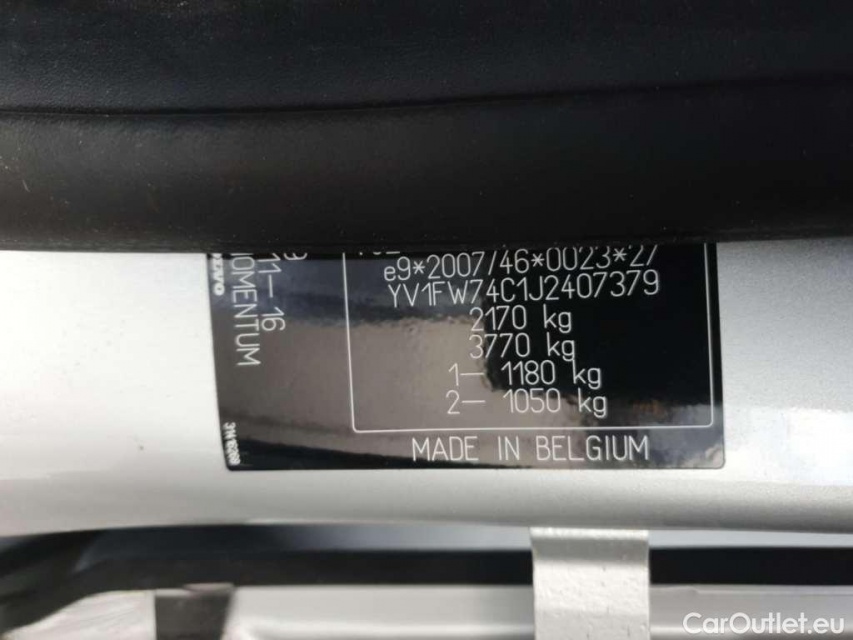 e9*2007/46*0023*27
YV1FW74C1J2407379
2170 kg
3770 kg
1— 1180 kg
2— 1050 kg
MADE IN BELGIUM
11-16
MOMENTUM
CarOutlet.eu